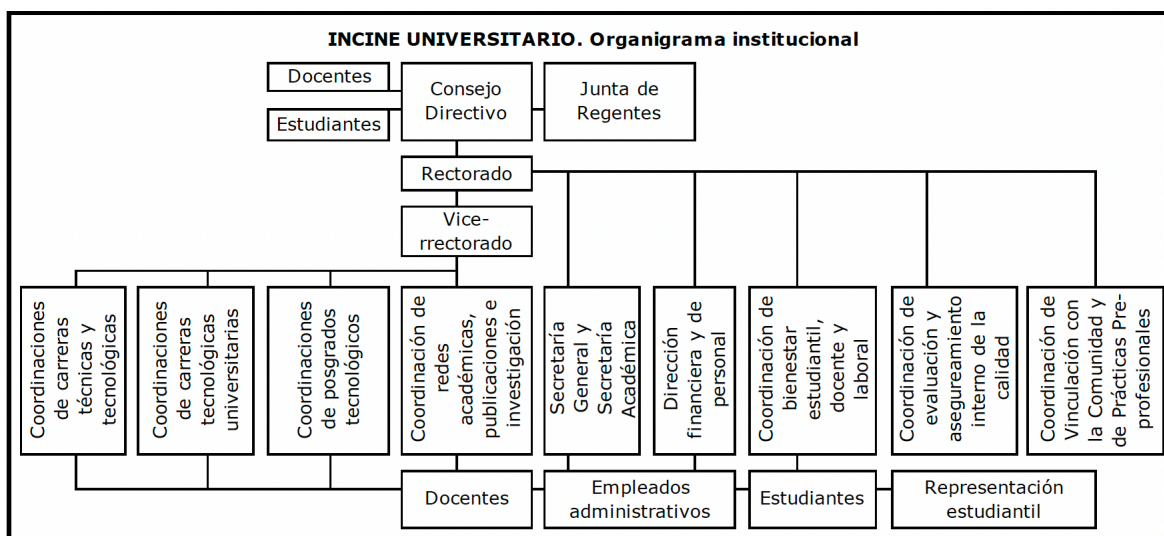 INCINE UNIVERSITARIO. Organigrama institucional
Docentes
Estudiantes
Consejo
Directivo
Junta de
Regentes
Rectorado
Vice-
rrectorado
Coordinaciones
de carreras
técnicas y
tecnológicas
Coordinaciones
de carreras
tecnológicas
universitarias
Coordinaciones
de posgrados
tecnológicos
Coordinación de
redes
académicas,
publicaciones e
investigación
Secretaría
General y
Secretaría
Académica
Dirección
financiera y de
personal
Coordinación de
bienestar
estudiantil,
docente y
laboral
Coordinación de
evaluación y
asegureamiento
interno de la
calidad
Coordinación de
Vinculación con
la Comunidad y
de Prácticas Pre-
profesionales
Docentes
Empleados
administrativos
Estudiantes
Representación
estudiantil